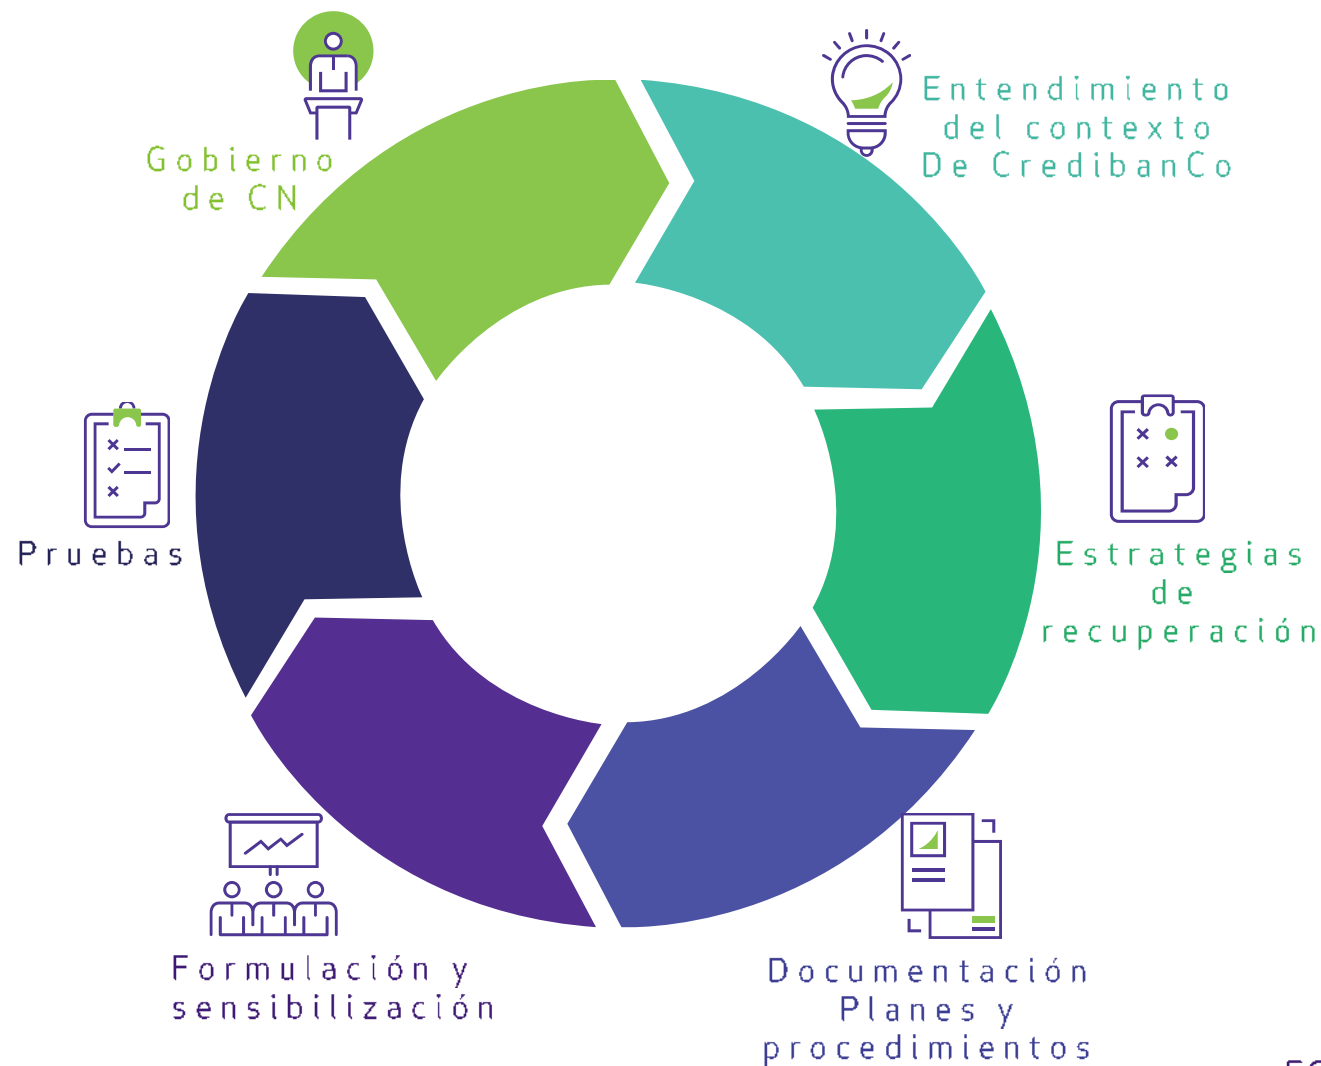 Gobierno
de CN
Entendimiento
del contexto
De CredibanCo
Estrategias
de
recuperación
Documentación
Planes y
procedimientos
Formulación y
sensibilización
Pruebas